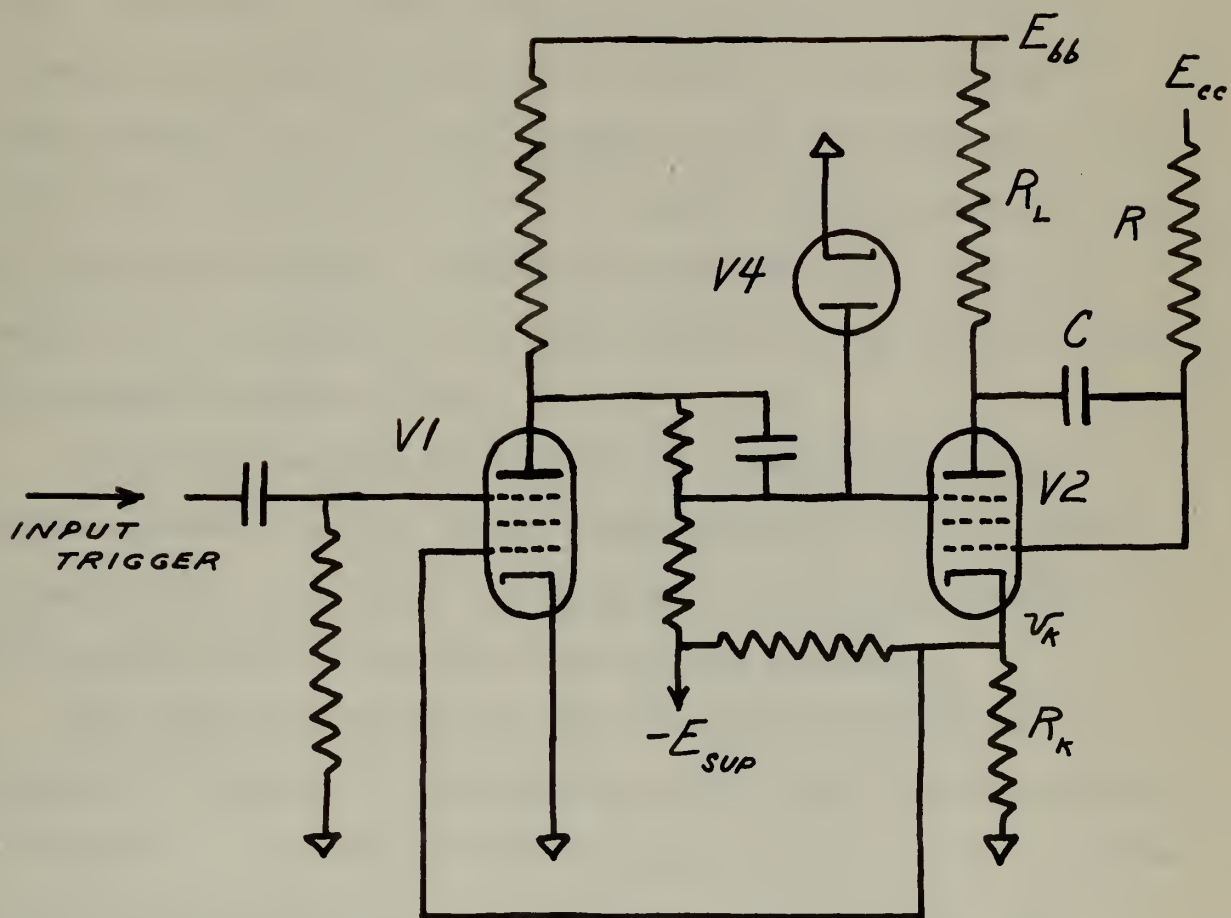 E_bb
E_cc
R_L
R
V4
C
V1
V2
INPUT
TRIGGER
v_K
-E_SUP
R_K